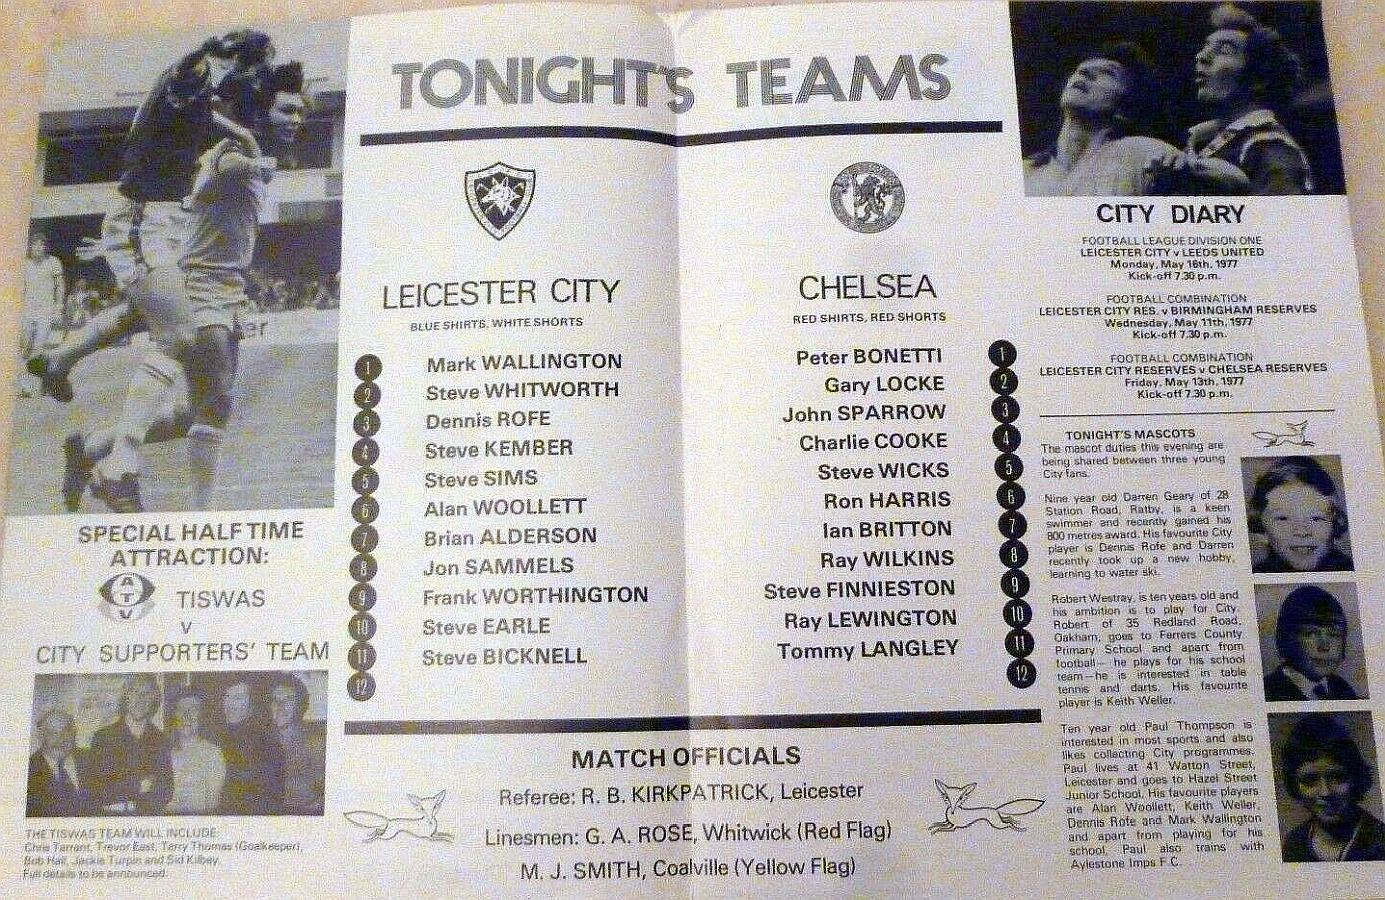 TONIGHT'S TEAMS
LEICESTER CITY
BLUE SHIRTS, WHITE SHORTS
1 Mark WALLINGTON
2 Steve WHITWORTH
3 Dennis ROFE
4 Steve KEMBER
5 Steve SIMS
6 Alan WOOLLETT
7 Brian ALDERSON
8 Jon SAMMELS
9 Frank WORTHINGTON
10 Steve EARLE
11 Steve BICKNELL
12
CHELSEA
RED SHIRTS, RED SHORTS
Peter BONETTI 1
Gary LOCKE 2
John SPARROW 3
Charlie COOKE 4
Steve WICKS 5
Ron HARRIS 6
Ian BRITTON 7
Ray WILKINS 8
Steve FINNIESTON 9
Ray LEWINGTON 10
Tommy LANGLEY 11
12
MATCH OFFICIALS
Referee: R. B. KIRKPATRICK, Leicester
Linesmen: G. A. ROSE, Whitwick (Red Flag)
M. J. SMITH, Coalville (Yellow Flag)
SPECIAL HALF TIME
ATTRACTION:
ATV
TISWAS
v
CITY SUPPORTERS' TEAM
THE TISWAS TEAM WILL INCLUDE
Chris Tarrant, Trevor East, Terry Thomas (Goalkeeper),
Bob Hall, Jackie Turpin and Sid Kilbey.
Full details to be announced.
CITY DIARY
FOOTBALL LEAGUE DIVISION ONE
LEICESTER CITY v LEEDS UNITED
Monday, May 16th, 1977
Kick-off 7.30 p.m.
FOOTBALL COMBINATION
LEICESTER CITY RES. v BIRMINGHAM RESERVES
Wednesday, May 11th, 1977
Kick-off 7.30 p.m.
FOOTBALL COMBINATION
LEICESTER CITY RESERVES v CHELSEA RESERVES
Friday, May 13th, 1977
Kick-off 7.30 p.m.
TONIGHT'S MASCOTS
The mascot duties this evening are
being shared between three young
City fans.
Nine year old Darren Geary of 28
Station Road, Ratby, is a keen
swimmer and recently gained his
800 metres award. His favourite City
player is Dennis Rofe and Darren
recently took up a new hobby,
learning to water ski.
Robert Westray, is ten years old and
his ambition is to play for City.
Robert of 35 Redland Road,
Oakham, goes to Ferrers County
Primary School and apart from
football — he plays for his school
team — he is interested in table
tennis and darts. His favourite
player is Keith Weller.
Ten year old Paul Thompson is
interested in most sports and also
likes collecting City programmes.
Paul lives at 41 Watton Street,
Leicester and goes to Hazel Street
Junior School. His favourite players
are Alan Woollett, Keith Weller,
Dennis Rofe and Mark Wallington
and apart from playing for his
school, Paul also trains with
Aylestone Imps F.C.